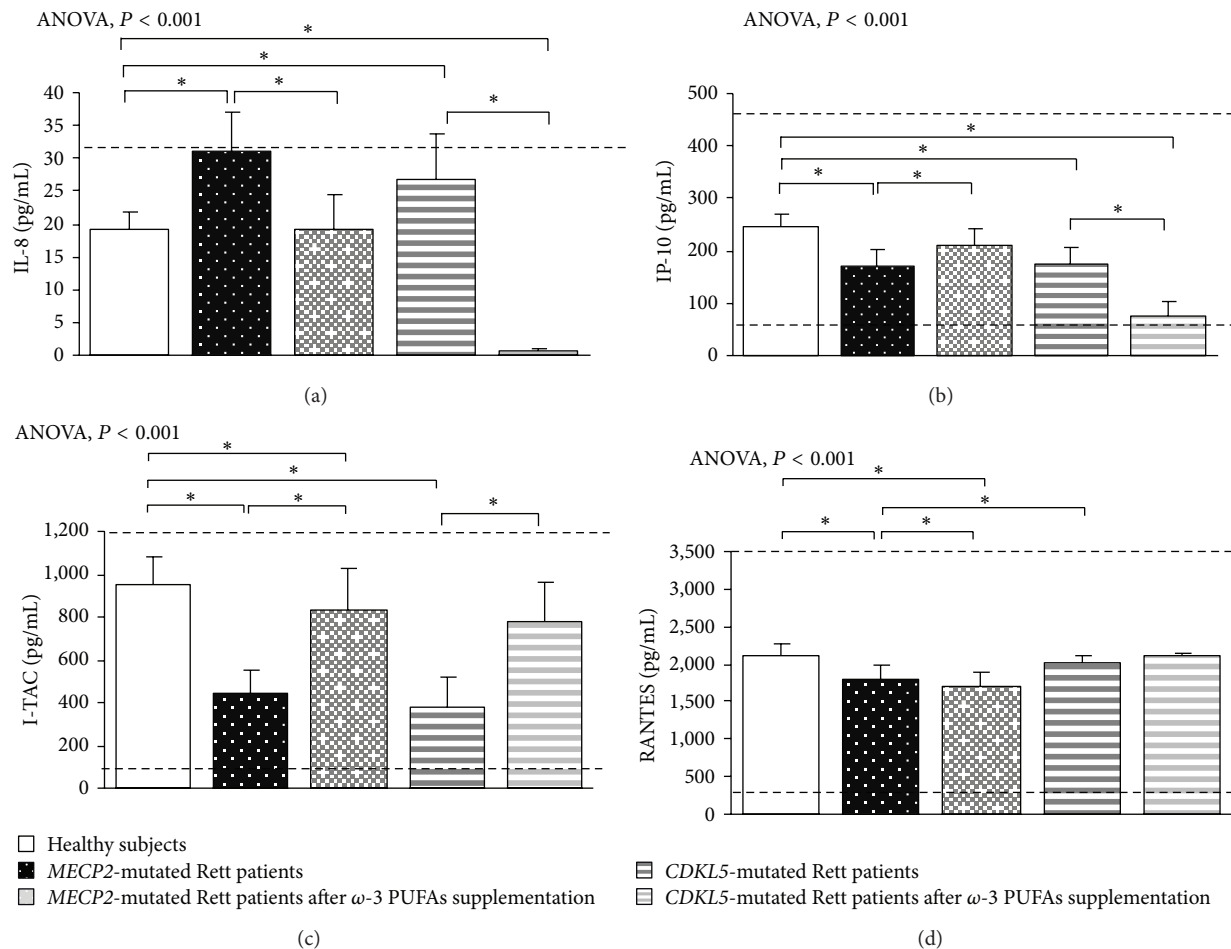 ANOVA, P < 0.001
*
*
*
*
*
40
35
30
25
20
15
10
5
0
IL-8 (pg/mL)
(a)
ANOVA, P < 0.001
*
*
*
*
*
500
400
300
200
100
0
IP-10 (pg/mL)
(b)
ANOVA, P < 0.001
*
*
*
*
*
1,200
1,000
800
600
400
200
0
I-TAC (pg/mL)
ANOVA, P < 0.001
*
*
*
*
3,500
3,000
2,500
2,000
1,500
1,000
500
0
RANTES (pg/mL)
Healthy subjects
MECP2-mutated Rett patients
MECP2-mutated Rett patients after ω-3 PUFAs supplementation
CDKL5-mutated Rett patients
CDKL5-mutated Rett patients after ω-3 PUFAs supplementation
(c)
(d)